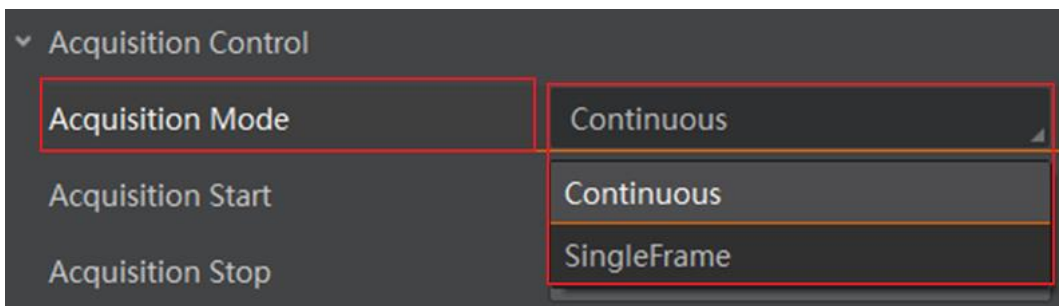 Acquisition Control
Acquisition Mode Continuous
Acquisition Start Continuous
Acquisition Stop SingleFrame